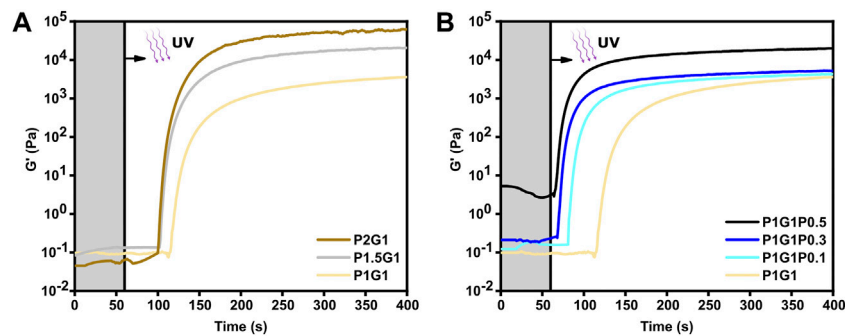 A
UV
G' (Pa)
10^5
10^4
10^3
10^2
10^1
10^0
10^-1
10^-2
0 50 100 150 200 250 300 350 400
Time (s)
P2G1
P1.5G1
P1G1
B
UV
G' (Pa)
10^5
10^4
10^3
10^2
10^1
10^0
10^-1
10^-2
0 50 100 150 200 250 300 350 400
Time (s)
P1G1P0.5
P1G1P0.3
P1G1P0.1
P1G1